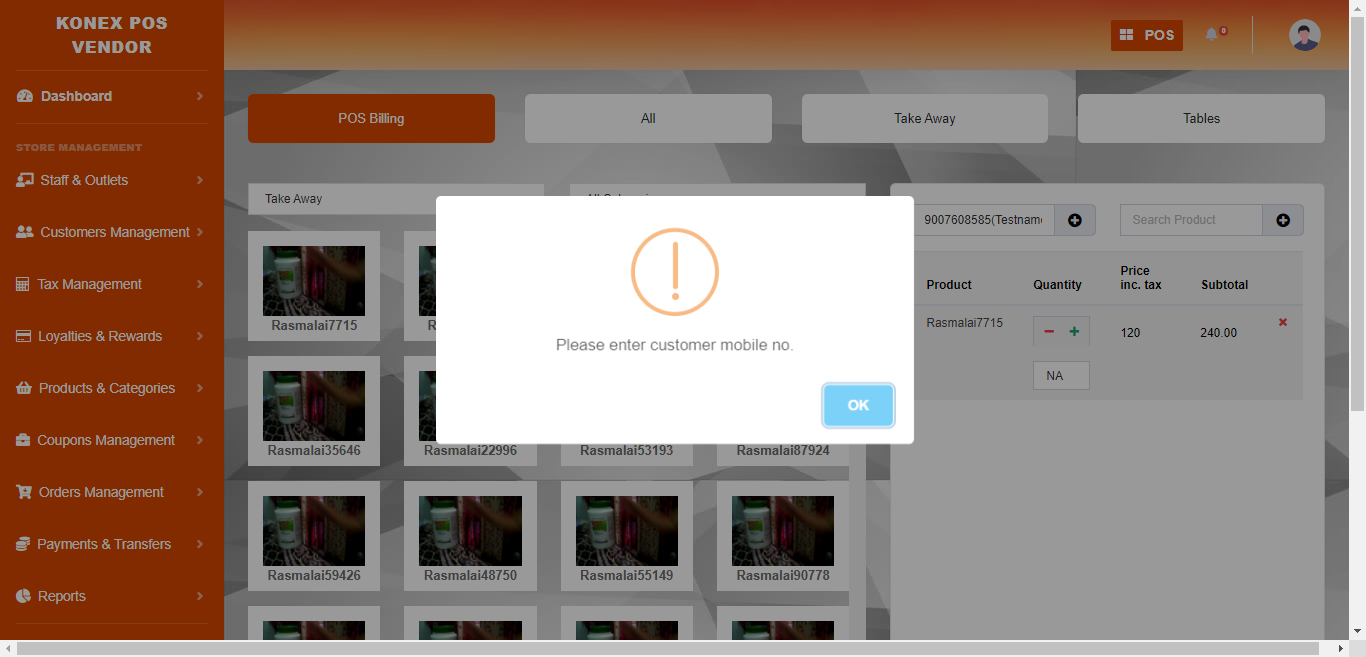 KONEX POS
VENDOR
POS
0
Dashboard
POS Billing
All
Take Away
Tables
STORE MANAGEMENT
Staff & Outlets
Customers Management
Tax Management
Loyalties & Rewards
Products & Categories
Coupons Management
Orders Management
Payments & Transfers
Reports
Take Away
Rasmalai7715
R
Rasmalai35646
Rasmalai22996
Rasmalai53193
Rasmalai87924
Rasmalai59426
Rasmalai48750
Rasmalai55149
Rasmalai90778
Please enter customer mobile no.
OK
9007608585(Testname
Search Product
Product
Quantity
Price
inc. tax
Subtotal
Rasmalai7715
120
240.00
NA